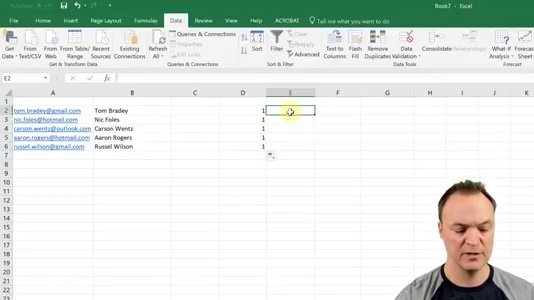 AutoSave
Book7 - Excel
File Home Insert Page Layout Formulas Data Review View Help ACROBAT Tell me what you want to do
Get Data From Text/CSV From Web From Table/Range Recent Sources Existing Connections Refresh All Queries & Connections Properties Edit Links Sort Filter Clear Reapply Advanced Text to Columns Flash Fill Remove Duplicates Data Validation Consolidate Relationships What-If Analysis Forecast Sheet
Get & Transform Data Queries & Connections Sort & Filter Data Tools Forecast
E2 fx
A B C D E F G H I J K
1
2 tom.bradey@gmail.com Tom Bradey 1
3 nic.foles@hotmail.com Nic Foles 1
4 carson.wentz@outlook.com Carson Wentz 1
5 aaron.rogers@hotmail.com Aaron Rogers 1
6 russel.wilson@gmail.com Russel Wilson 1
7
8
9
10
11
12
13
14
15
16
17
18
19
20
21
22
23